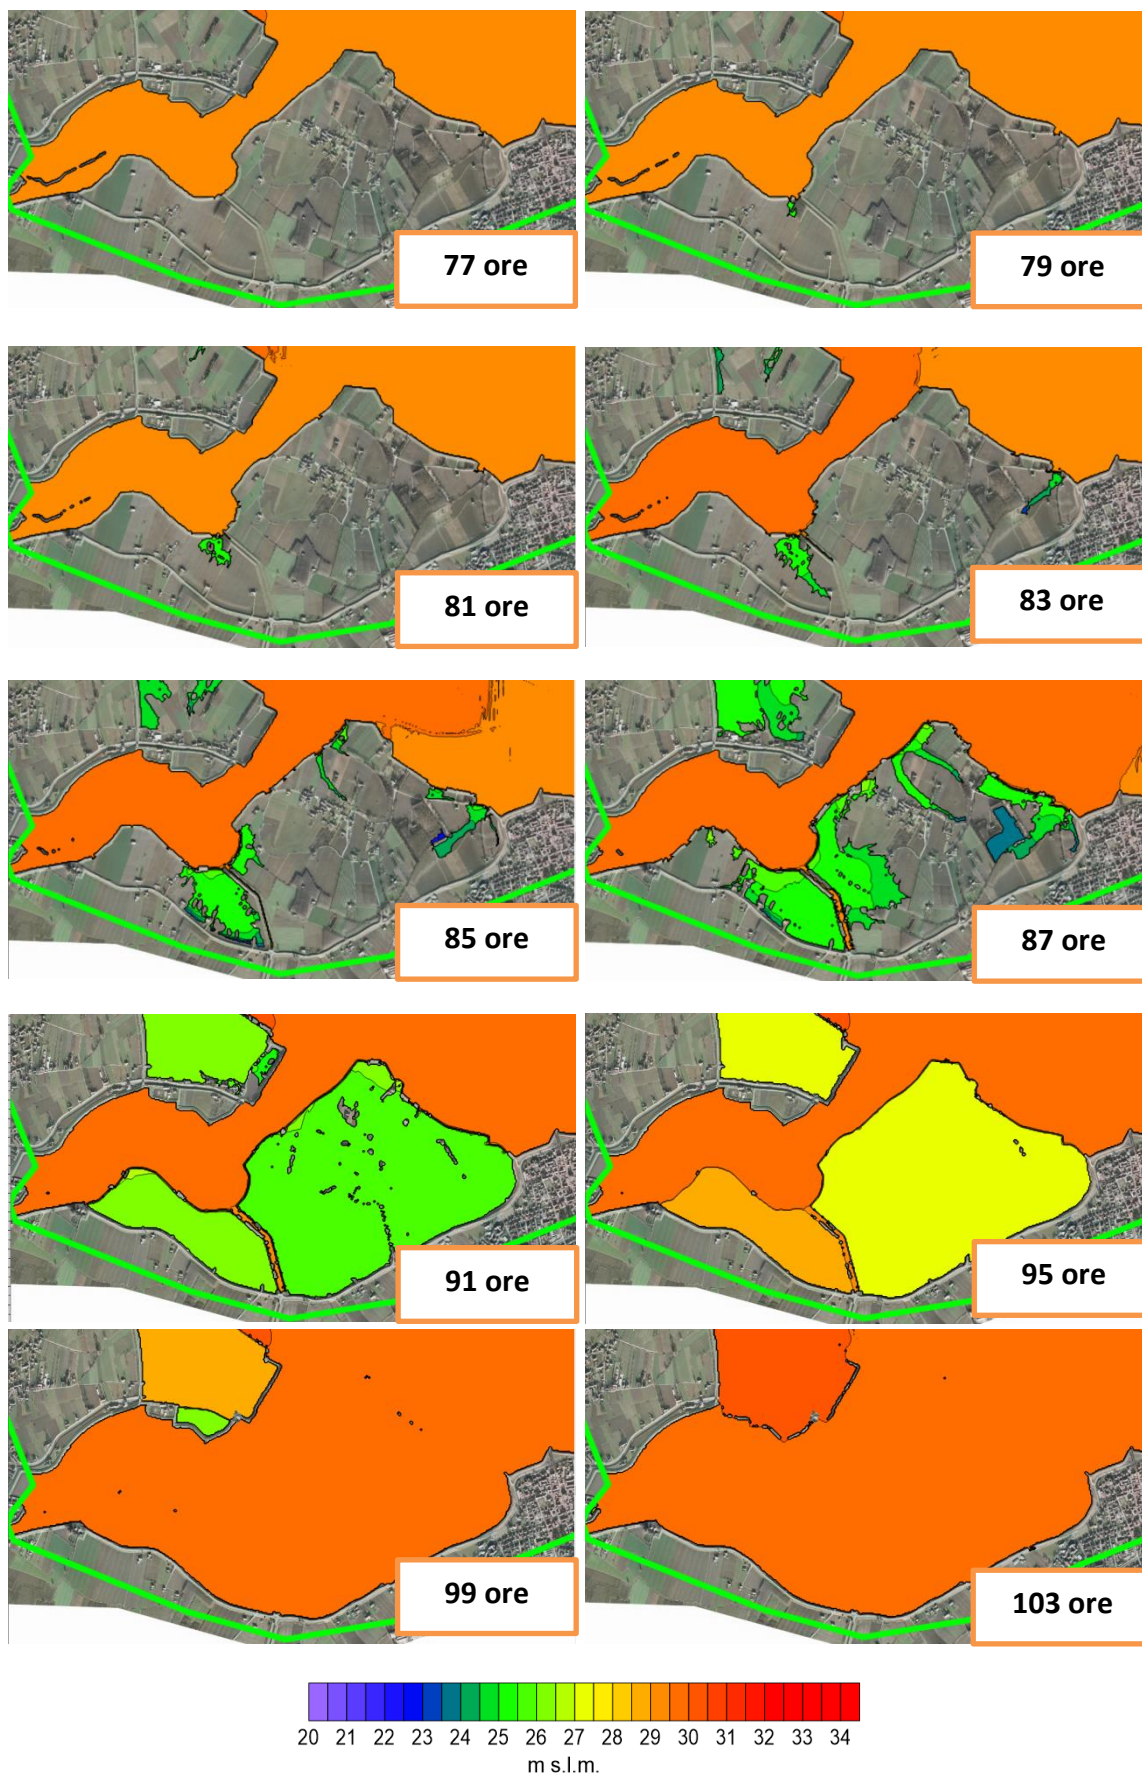 77 ore
79 ore
81 ore
83 ore
85 ore
87 ore
91 ore
95 ore
99 ore
103 ore
20 21 22 23 24 25 26 27 28 29 30 31 32 33 34
m s.l.m.